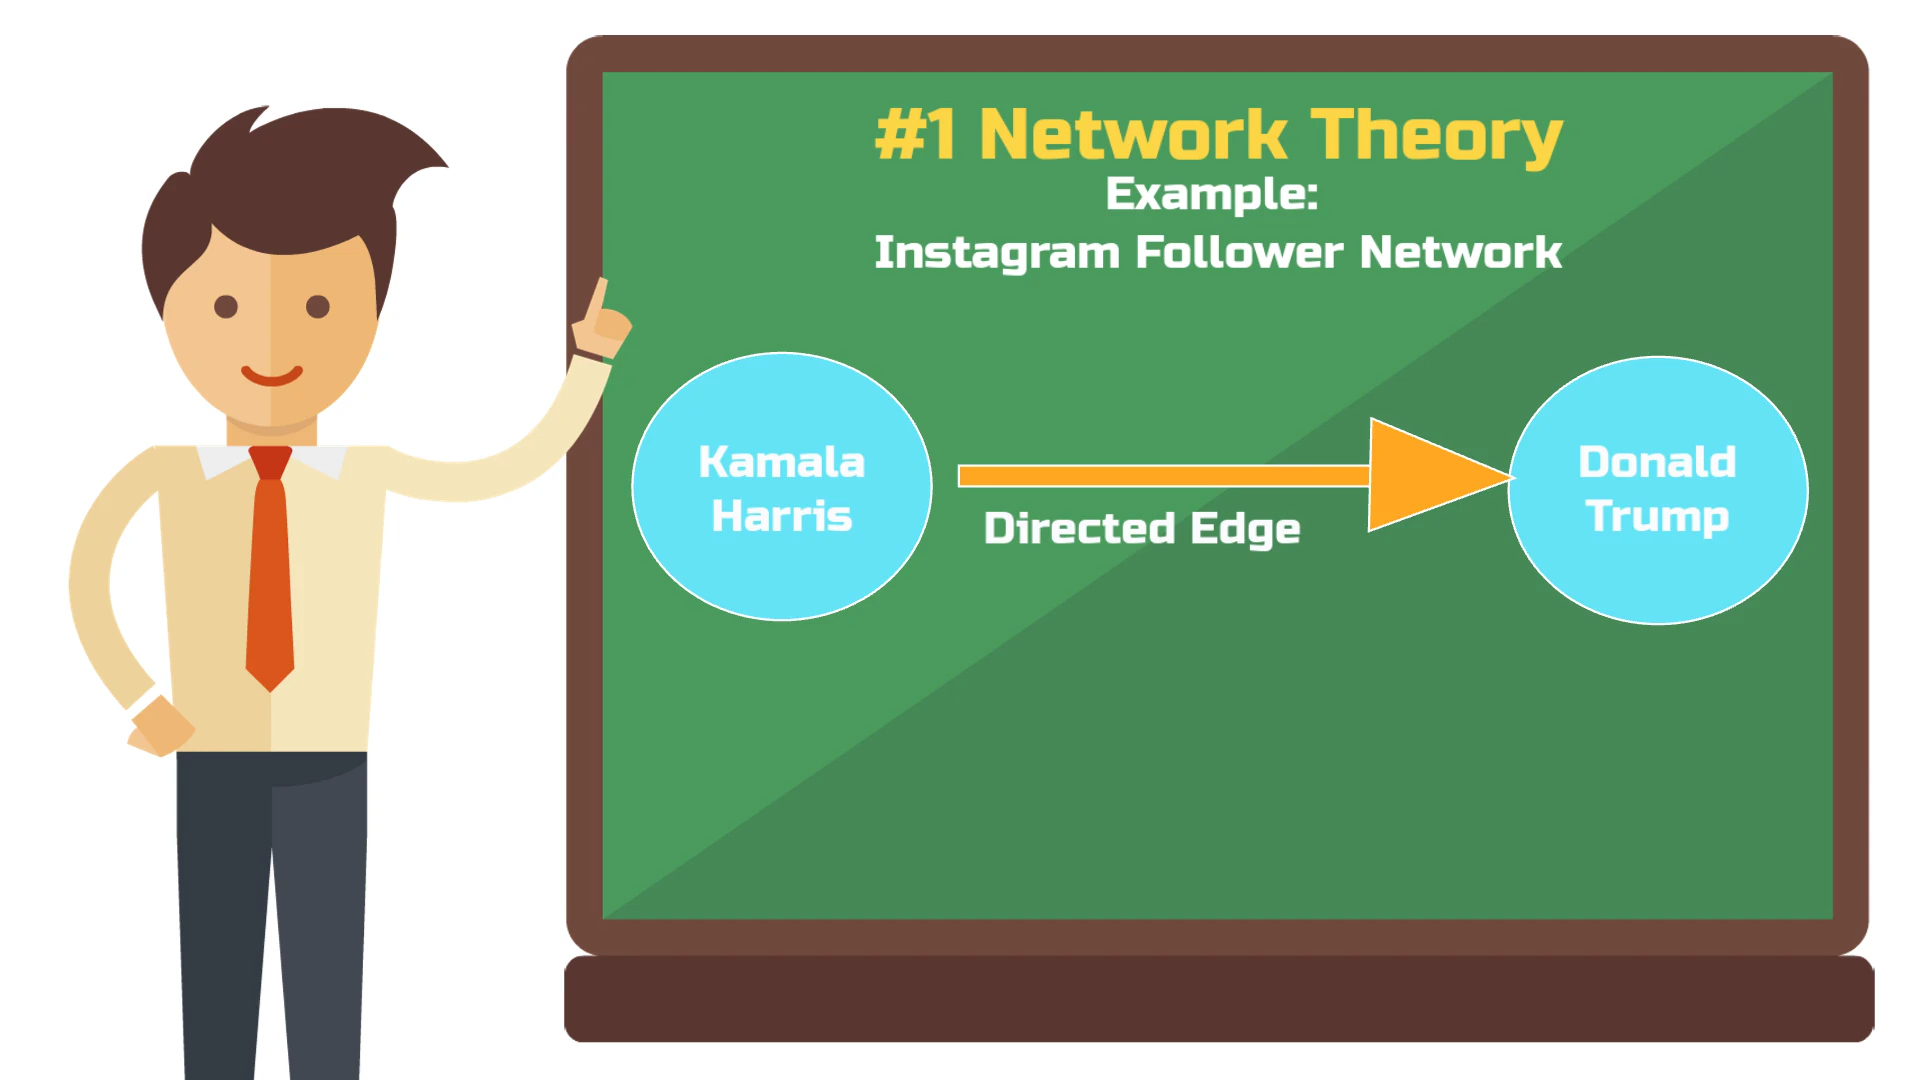 #1 Network Theory
Example:
Instagram Follower Network
Kamala
Harris
Directed Edge
Donald
Trump